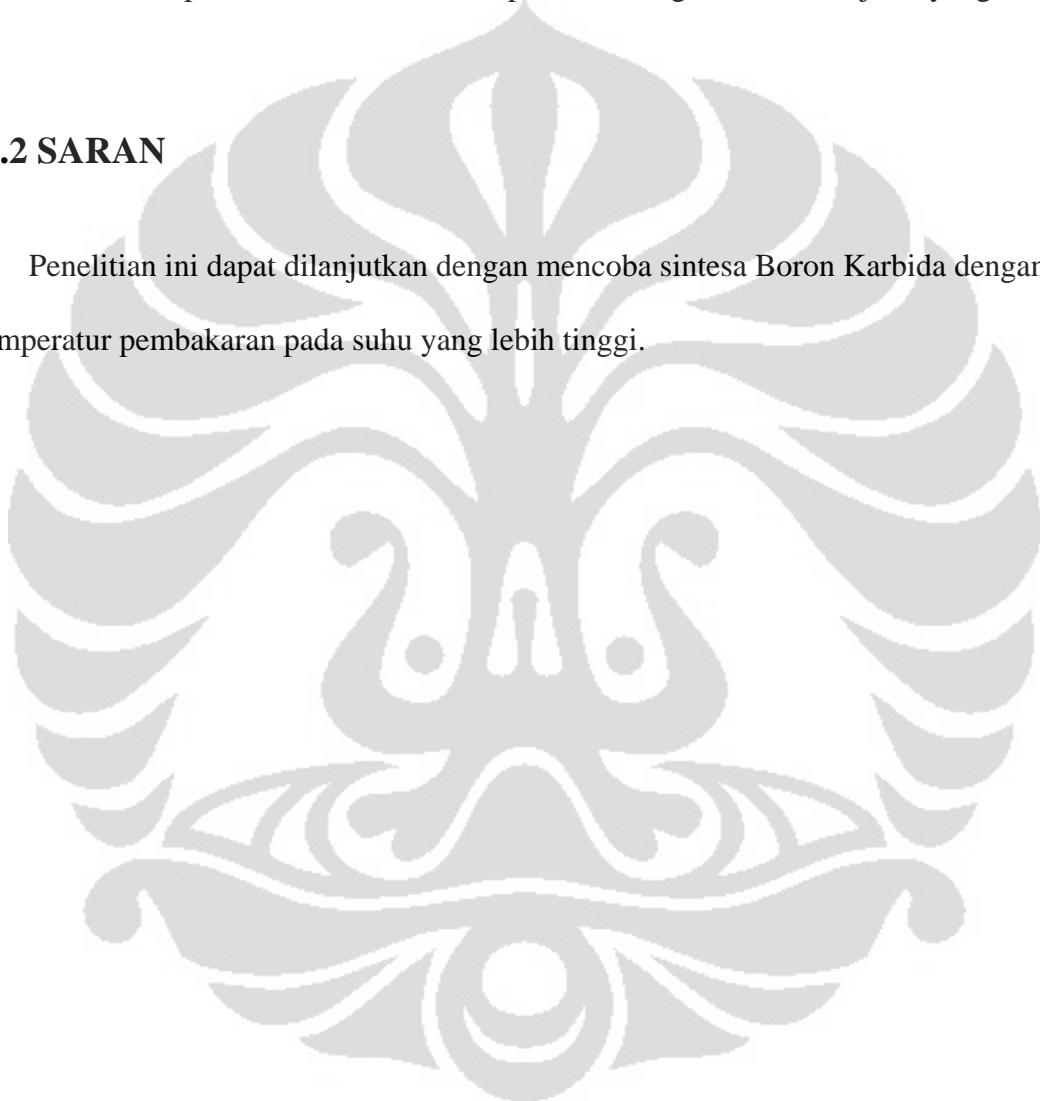 .2 SARAN
Penelitian ini dapat dilanjutkan dengan mencoba sintesa Boron Karbida dengan
mperatur pembakaran pada suhu yang lebih tinggi.